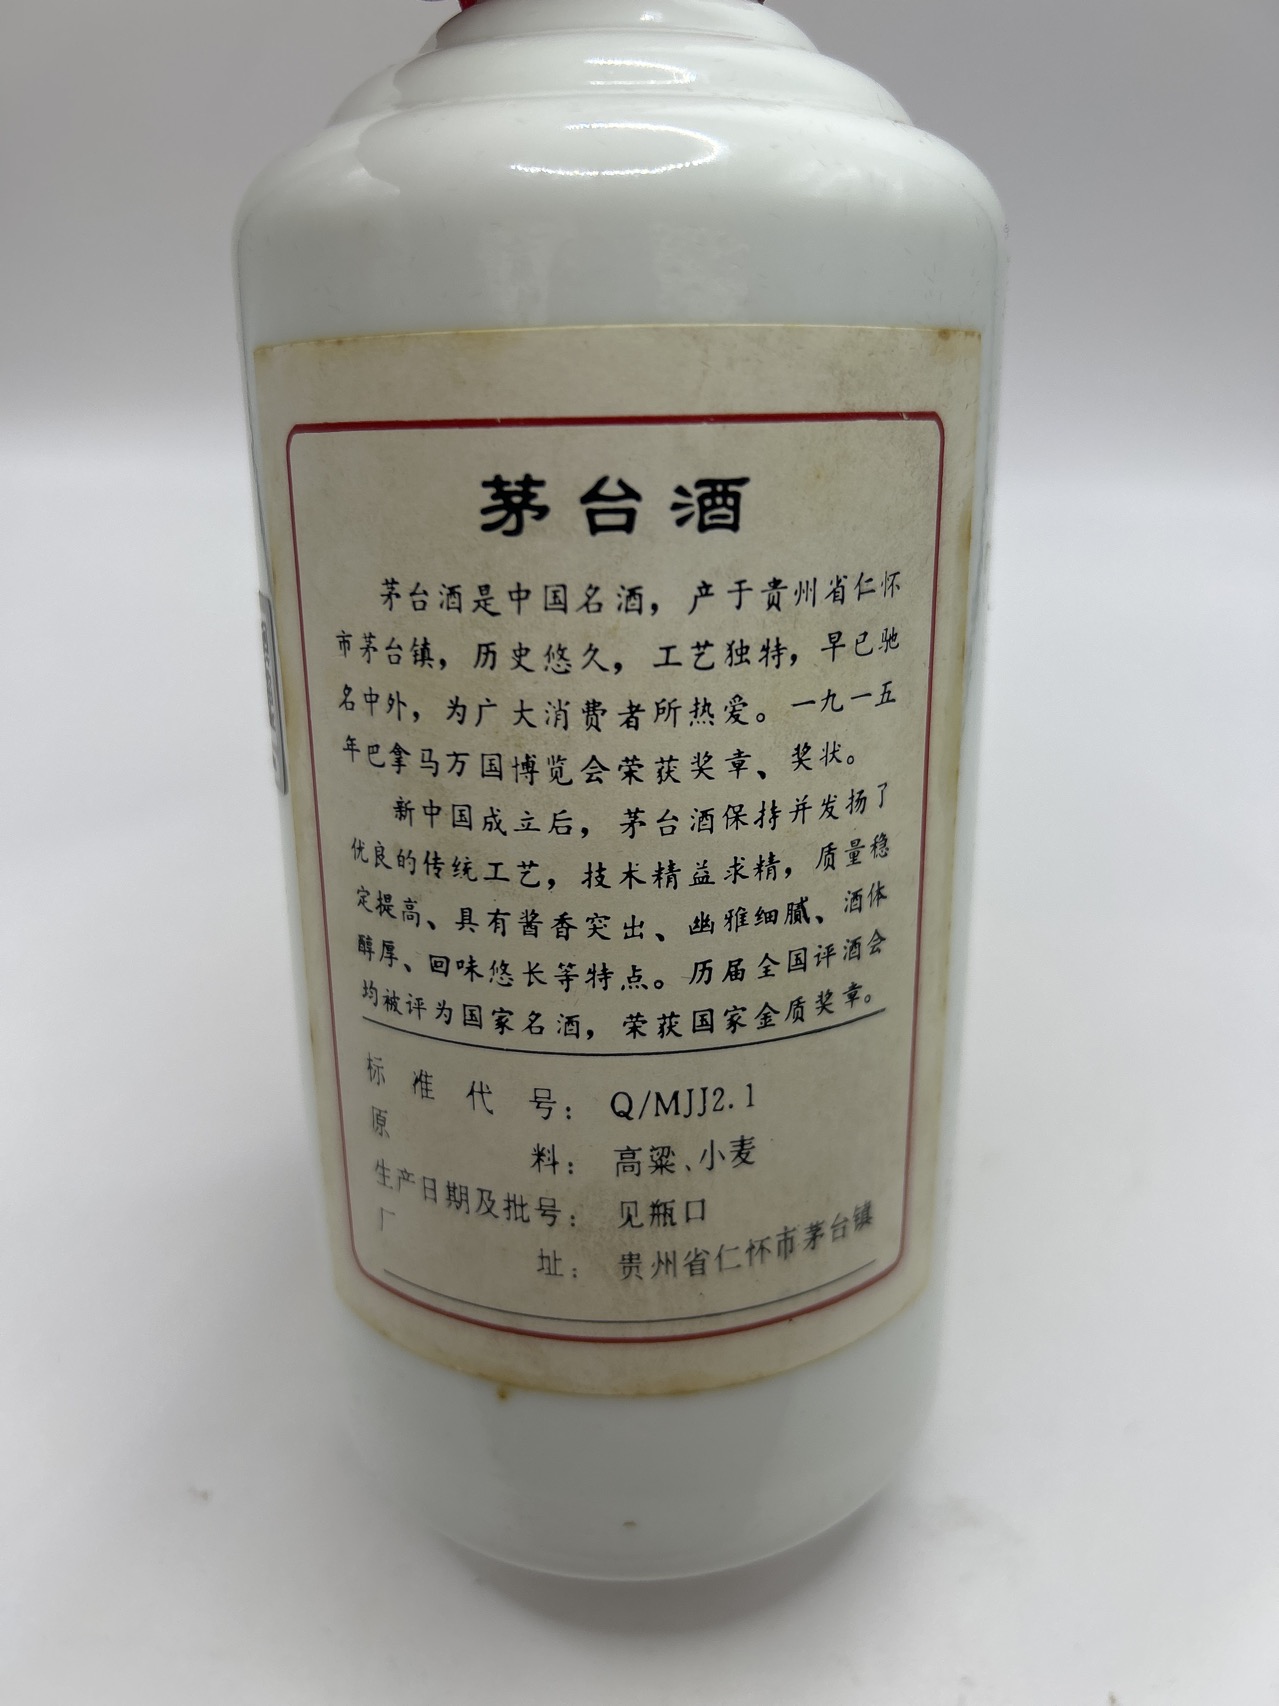 茅台酒
茅台酒是中国名酒，产于贵州省仁怀
市茅台镇，历史悠久，工艺独特，早已驰
名中外，为广大消费者所热爱。一九一五
年巴拿马万国博览会荣获奖章、奖状。
新中国成立后，茅台酒保持并发扬了
优良的传统工艺，技术精益求精，质量稳
定提高、具有酱香突出、幽雅细腻、酒体
醇厚、回味悠长等特点。历届全国评酒会
均被评为国家名酒，荣获国家金质奖章。
标准代号：Q/MJJ2.1
原料：高粱、小麦
生产日期及批号：见瓶口
厂址：贵州省仁怀市茅台镇